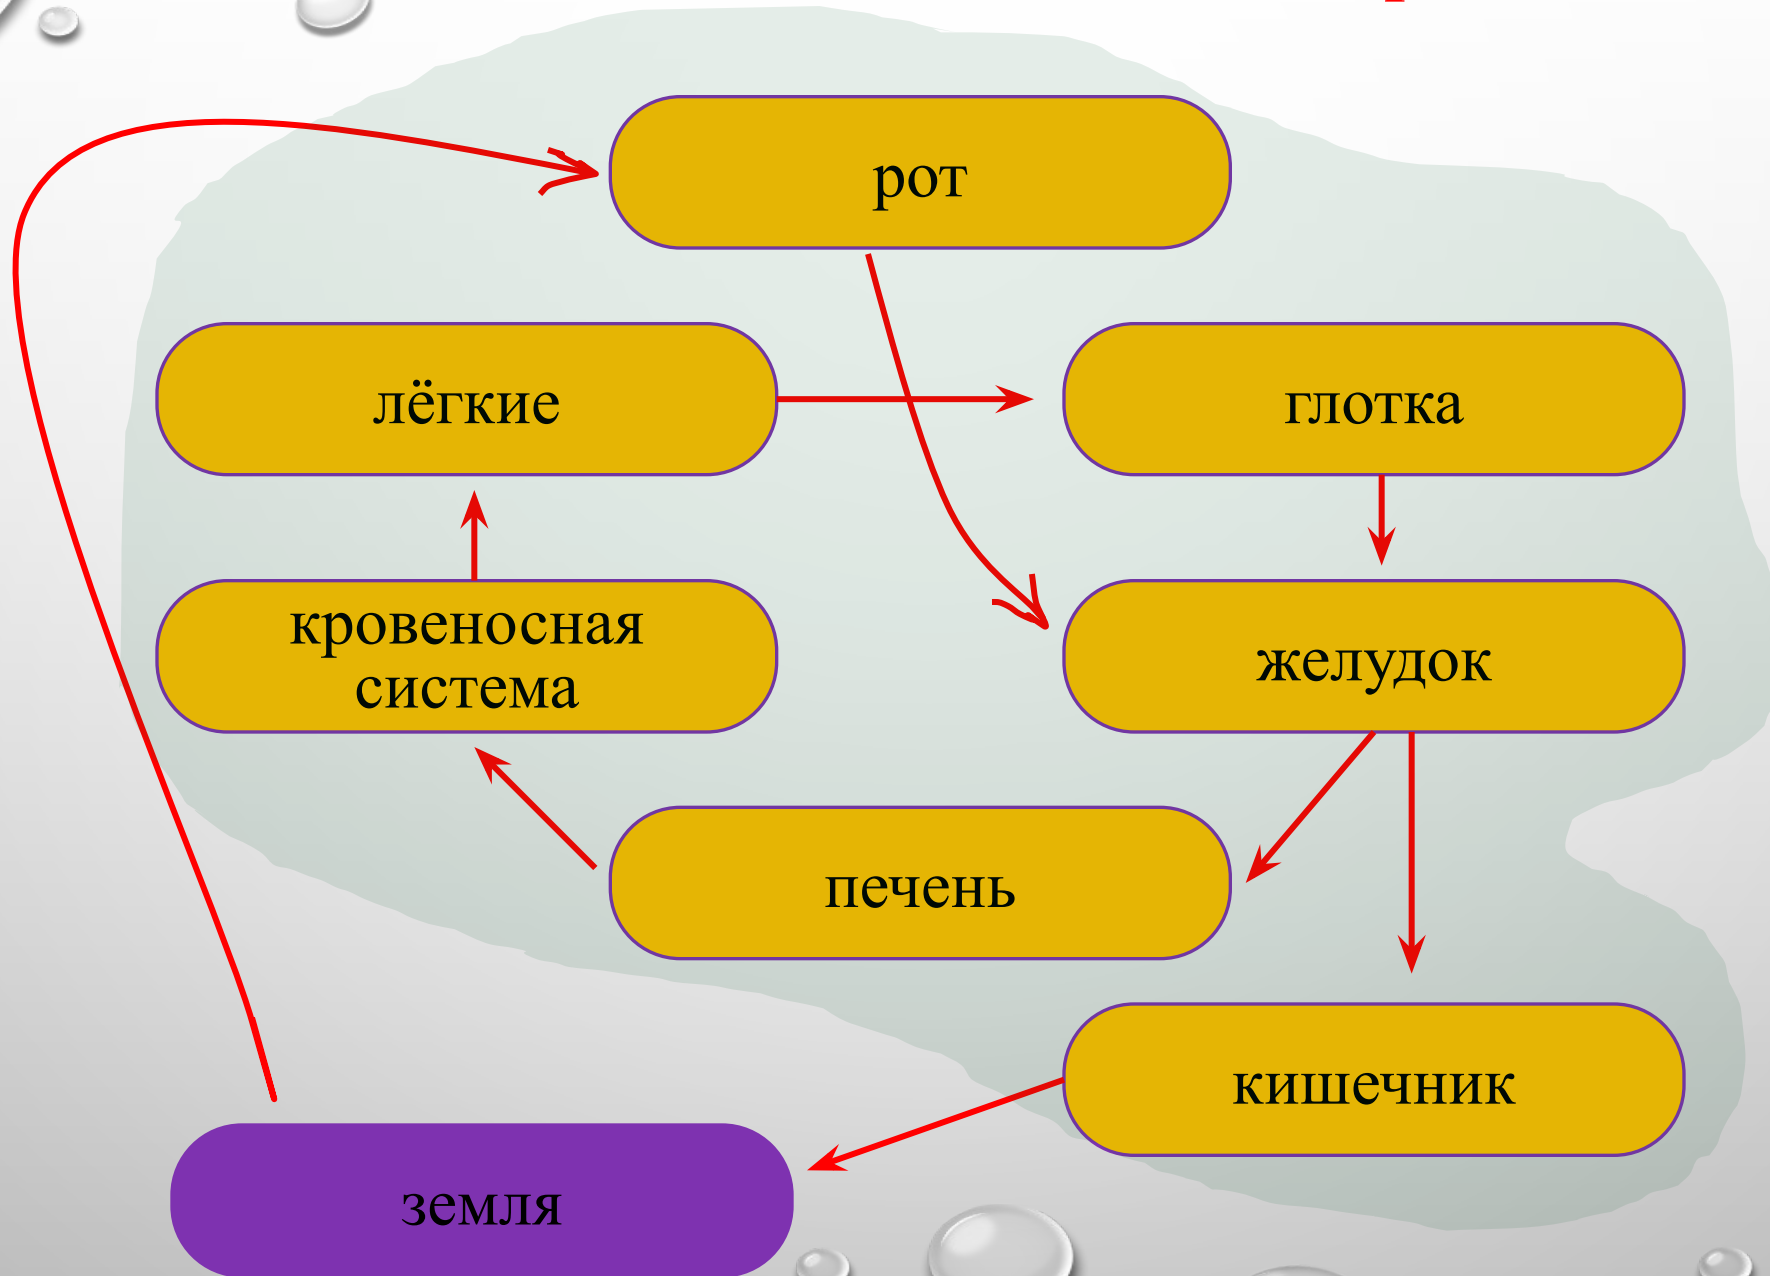 рот
лёгкие
глотка
кровеносная
система
желудок
печень
кишечник
земля